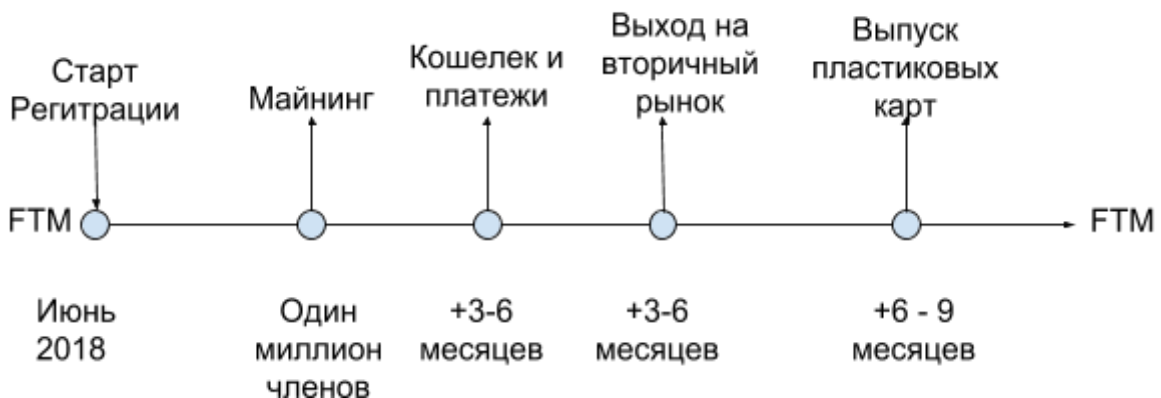 Старт
Регитрации
Майнинг
Кошелек и
платежи
Выход на
вторичный
рынок
Выпуск
пластиковых
карт
FTM
FTM
Июнь
2018
Один
миллион
членов
+3-6
месяцев
+3-6
месяцев
+6 - 9
месяцев